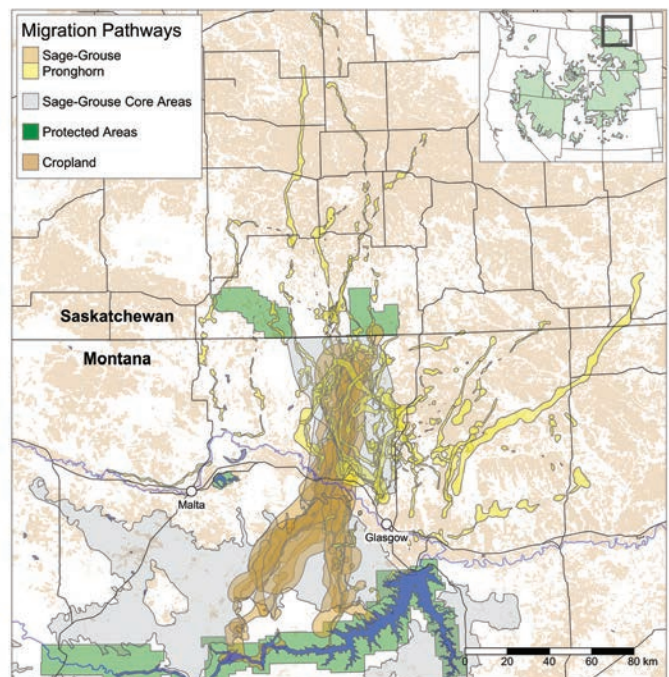 Migration Pathways
Sage-Grouse
Pronghorn
Sage-Grouse Core Areas
Protected Areas
Cropland
Saskatchewan
Montana
Malta
Glasgow
0 20 40 60 80 km